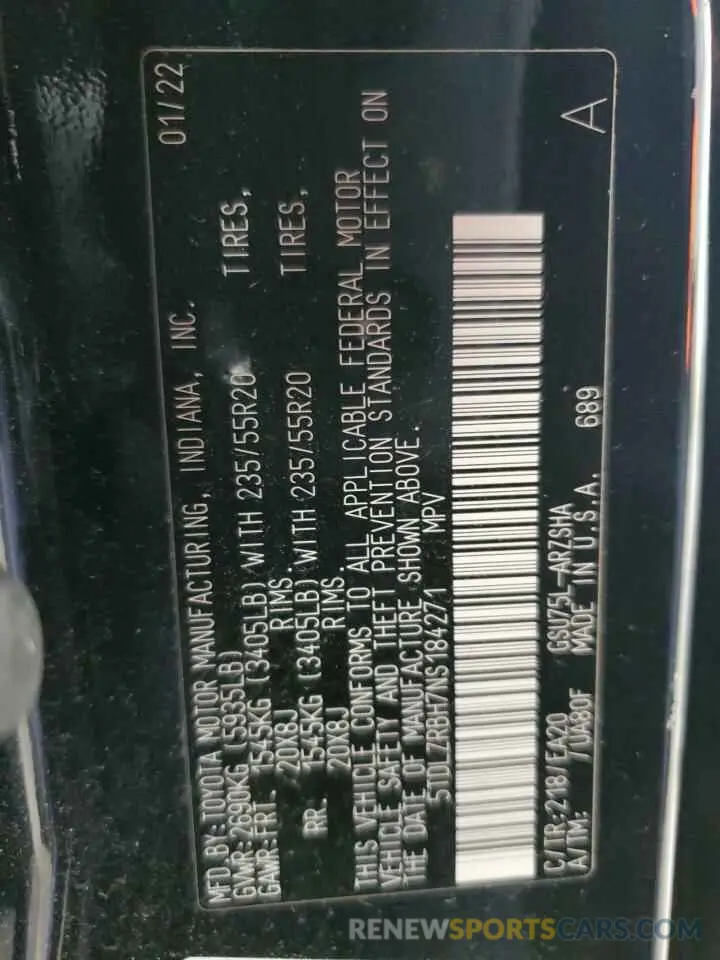 MFD BY: TOYOTA MOTOR MANUFACTURING, INDIANA, INC. 01/22
GVWR: 2690KG (5935LB)
GAWR: FRT. 1545KG (3405LB) WITH 235/55R20 TIRES,
20X8J RIMS.
RR. 1545KG (3405LB) WITH 235/55R20 TIRES,
20X8J RIMS.
THIS VEHICLE CONFORMS TO ALL APPLICABLE FEDERAL MOTOR
VEHICLE SAFETY AND THEFT PREVENTION STANDARDS IN EFFECT ON
THE DATE OF MANUFACTURE SHOWN ABOVE.
5TDLZRBH7NS184271 MPV A
C/TR: 218/EA20 GSU75L-ARZSHA
A/TM: /UA80F MADE IN U.S.A. 689
RENEWSPORTSCARS.COM